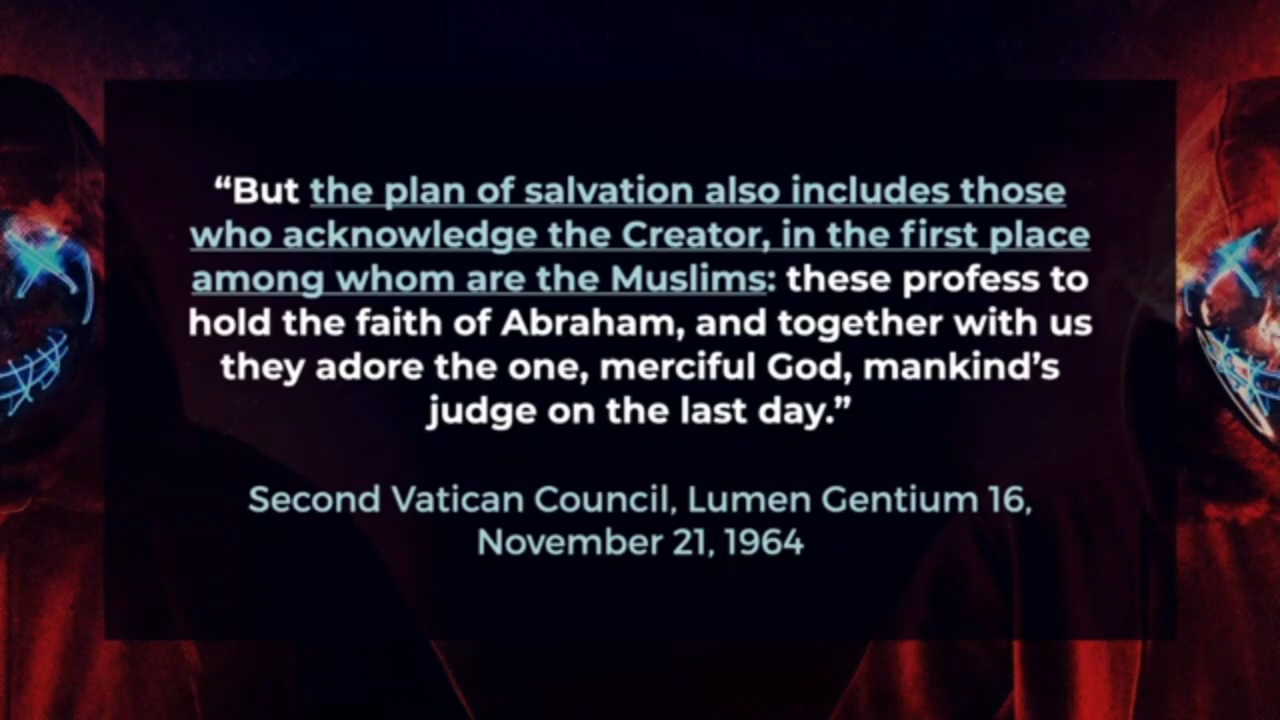 “But the plan of salvation also includes those
who acknowledge the Creator, in the first place
among whom are the Muslims: these profess to
hold the faith of Abraham, and together with us
they adore the one, merciful God, mankind’s
judge on the last day.”
Second Vatican Council, Lumen Gentium 16,
November 21, 1964